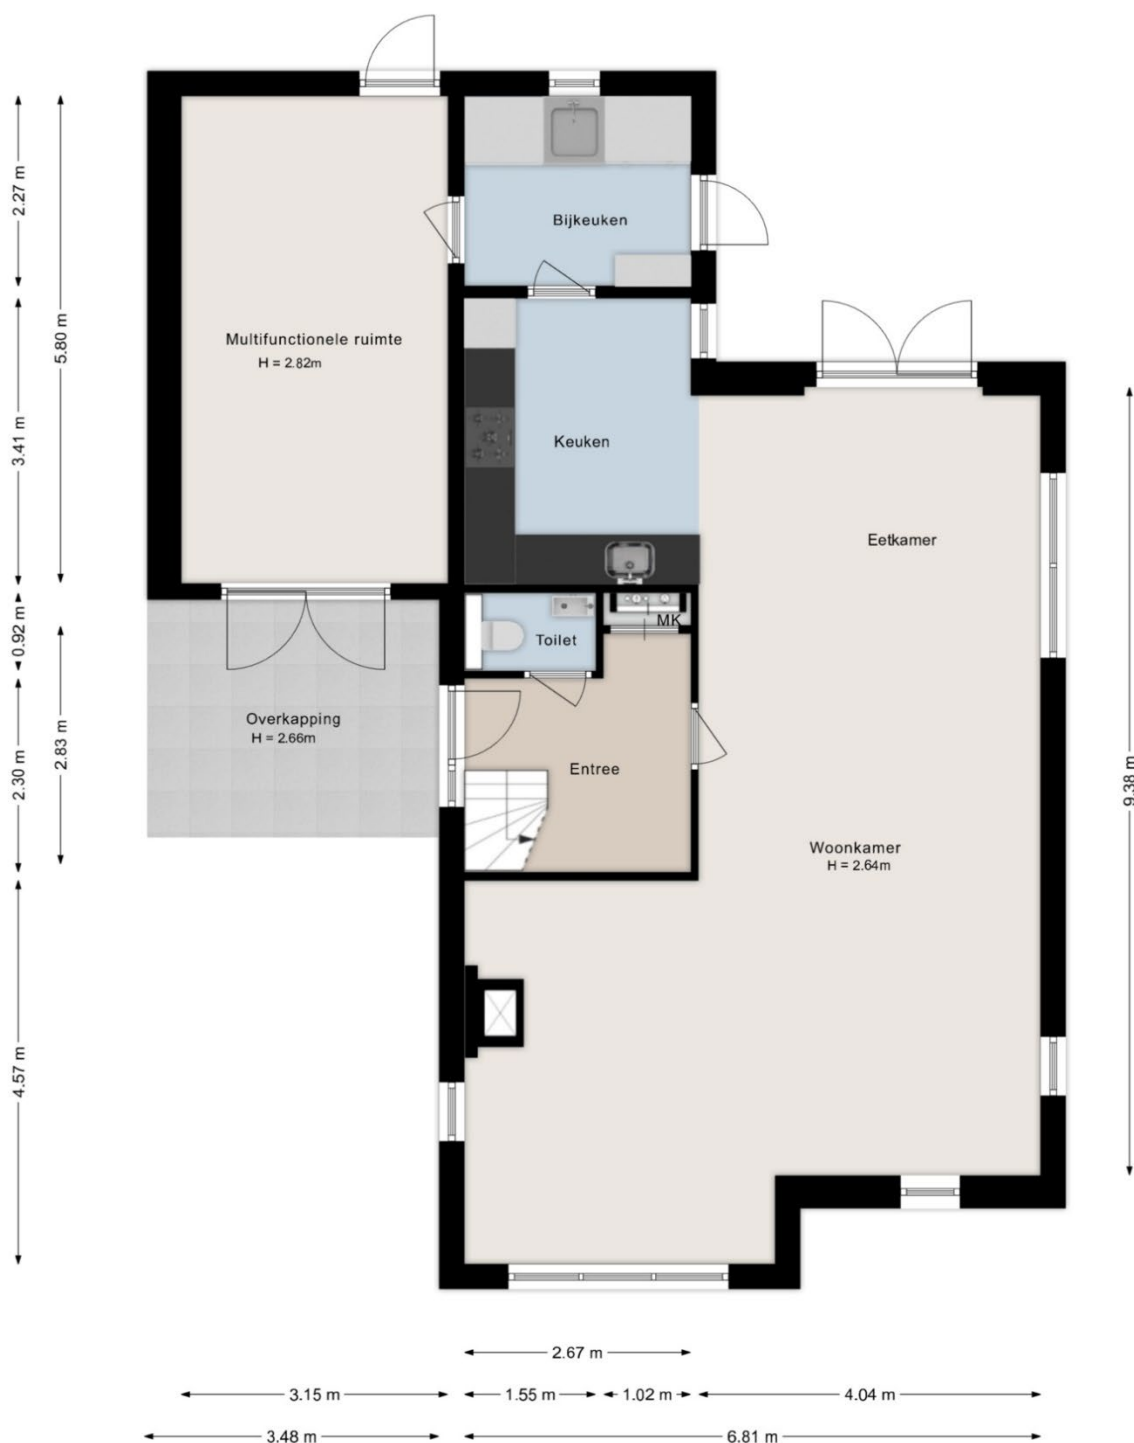 Bijkeuken
Multifunctionele ruimte
H = 2.82m
Keuken
Eetkamer
MK
Toilet
Overkapping
H = 2.66m
Entree
Woonkamer
H = 2.64m
2.27 m
5.80 m
3.41 m
0.92 m
2.83 m
2.30 m
9.38 m
4.57 m
2.67 m
3.15 m
1.55 m
1.02 m
4.04 m
3.48 m
6.81 m